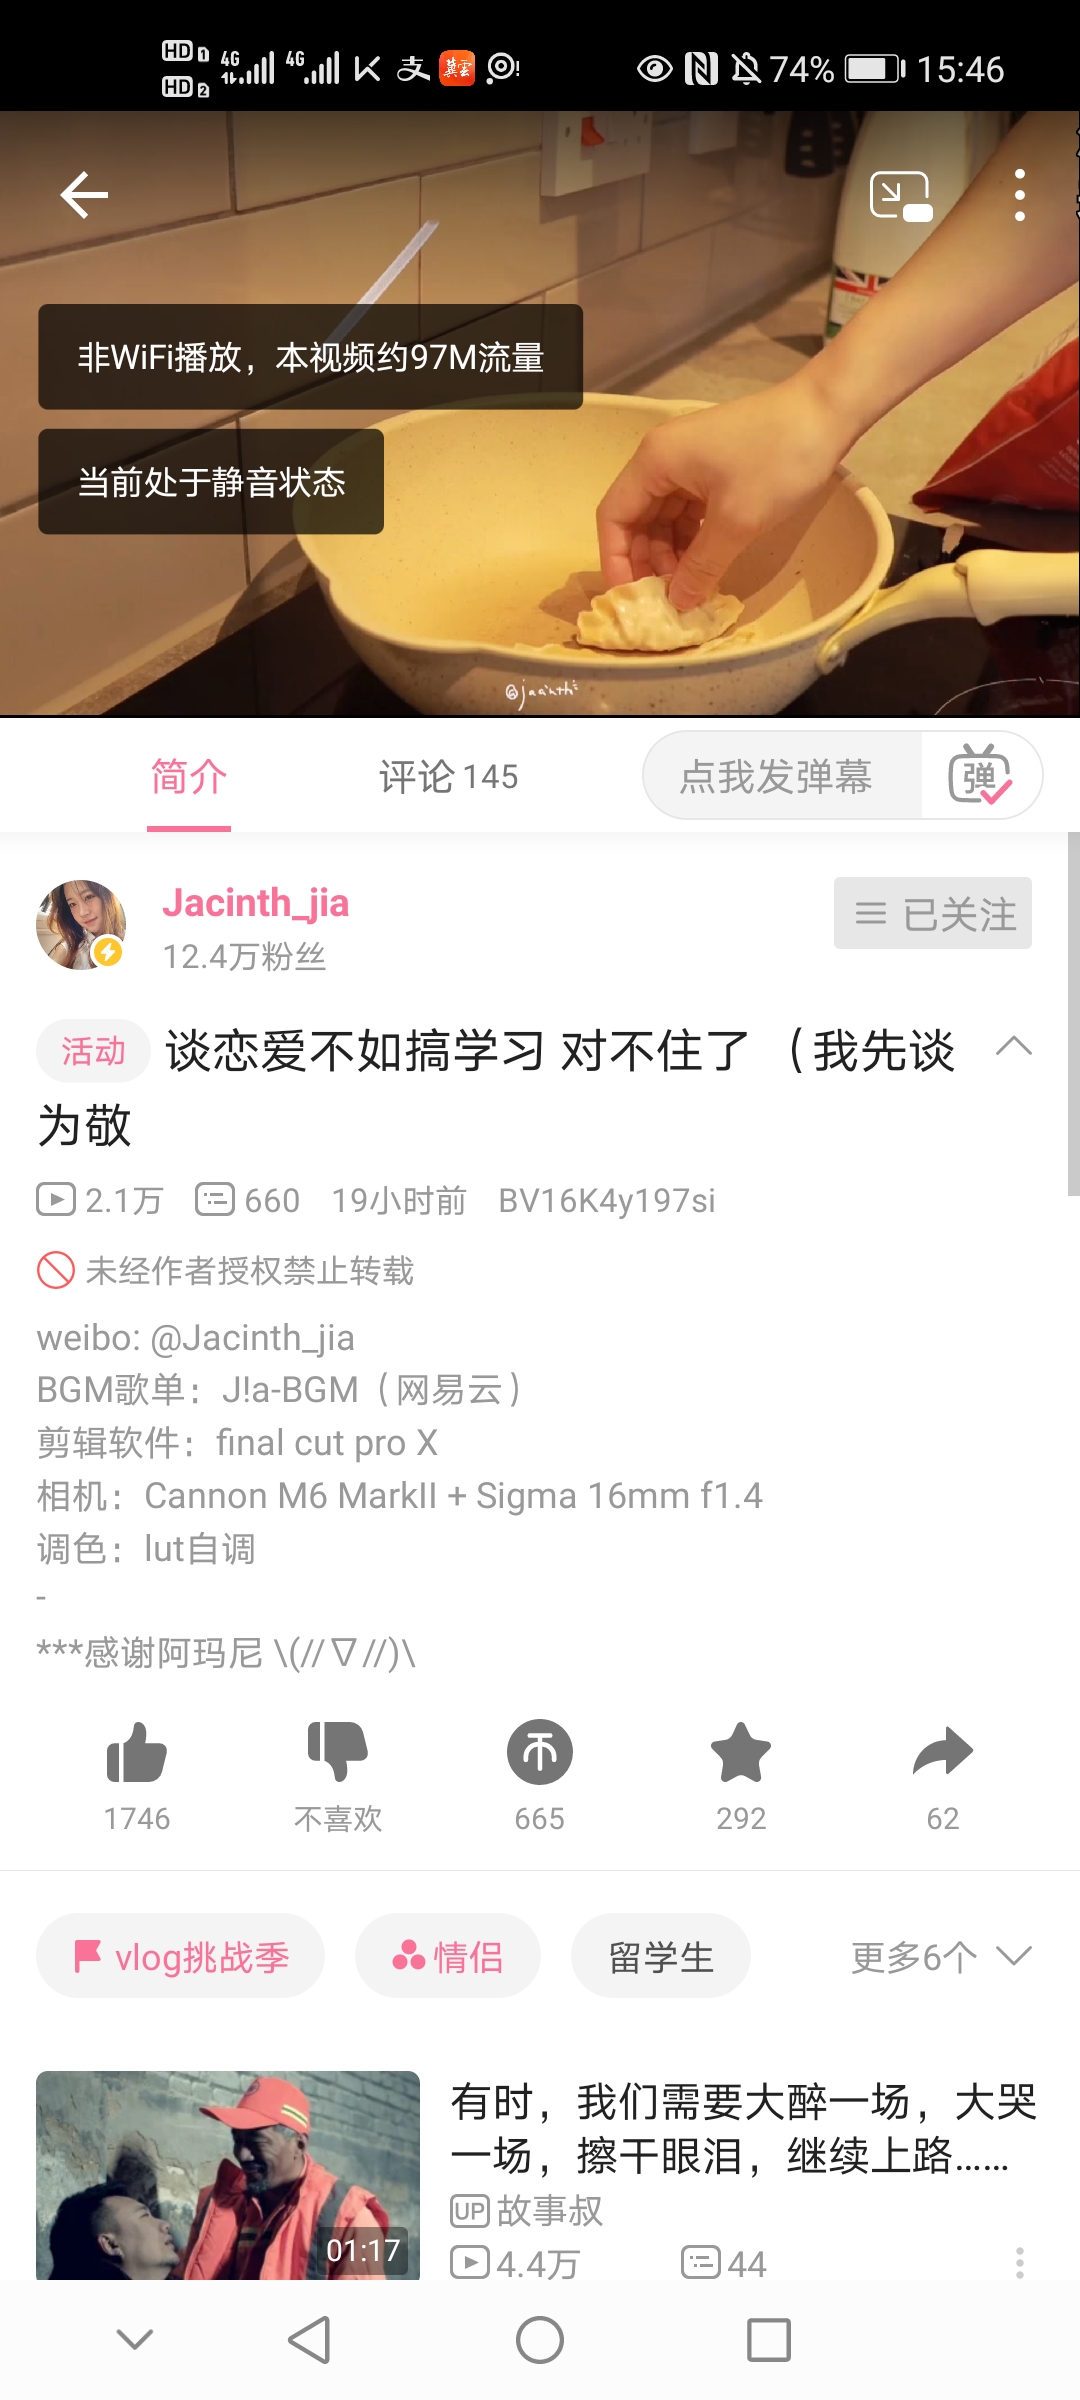 HD 1 4G 4G 支 冀雲 74% 15:46
HD 2
非WiFi播放，本视频约97M流量
当前处于静音状态
@jacinth
简介 评论 145 点我发弹幕 弹
Jacinth_jia
12.4万粉丝
已关注
活动 谈恋爱不如搞学习 对不住了 （我先谈
为敬
2.1万 660 19小时前 BV16K4y197si
未经作者授权禁止转载
weibo: @Jacinth_jia
BGM歌单：J!a-BGM（网易云）
剪辑软件：final cut pro X
相机：Cannon M6 MarkII + Sigma 16mm f1.4
调色：lut自调
-
***感谢阿玛尼 \(//∇//)\
1746 不喜欢 665 292 62
vlog挑战季 情侣 留学生 更多6个
有时，我们需要大醉一场，大哭
一场，擦干眼泪，继续上路......
UP 故事叔
01:17
4.4万 44